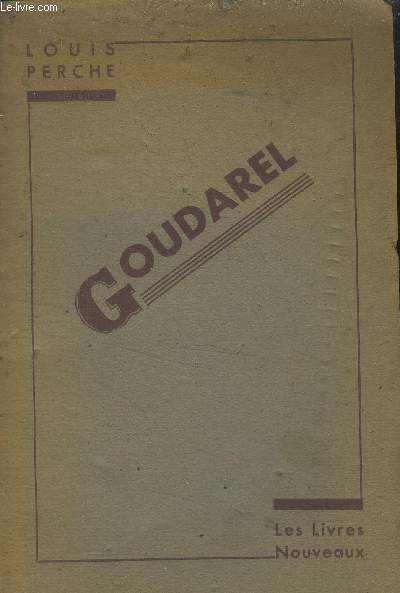 Le-livre.com
LOUIS
PERCHE
GOUDAREL
Les Livres
Nouveaux